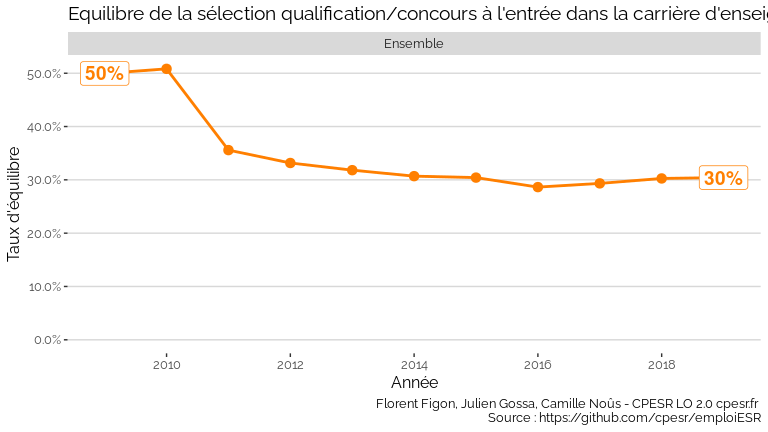 Equilibre de la sélection qualification/concours à l'entrée dans la carrière
Ensemble
50%
30%
50.0%
40.0%
30.0%
20.0%
10.0%
0.0%
Taux d'équilibre
2010
2012
2014
2016
2018
Année
Florent Figon, Julien Gossa, Camille Noûs - CPESR LO 2.0 cpesr.fr
Source : https://github.com/cpesr/emploiESR